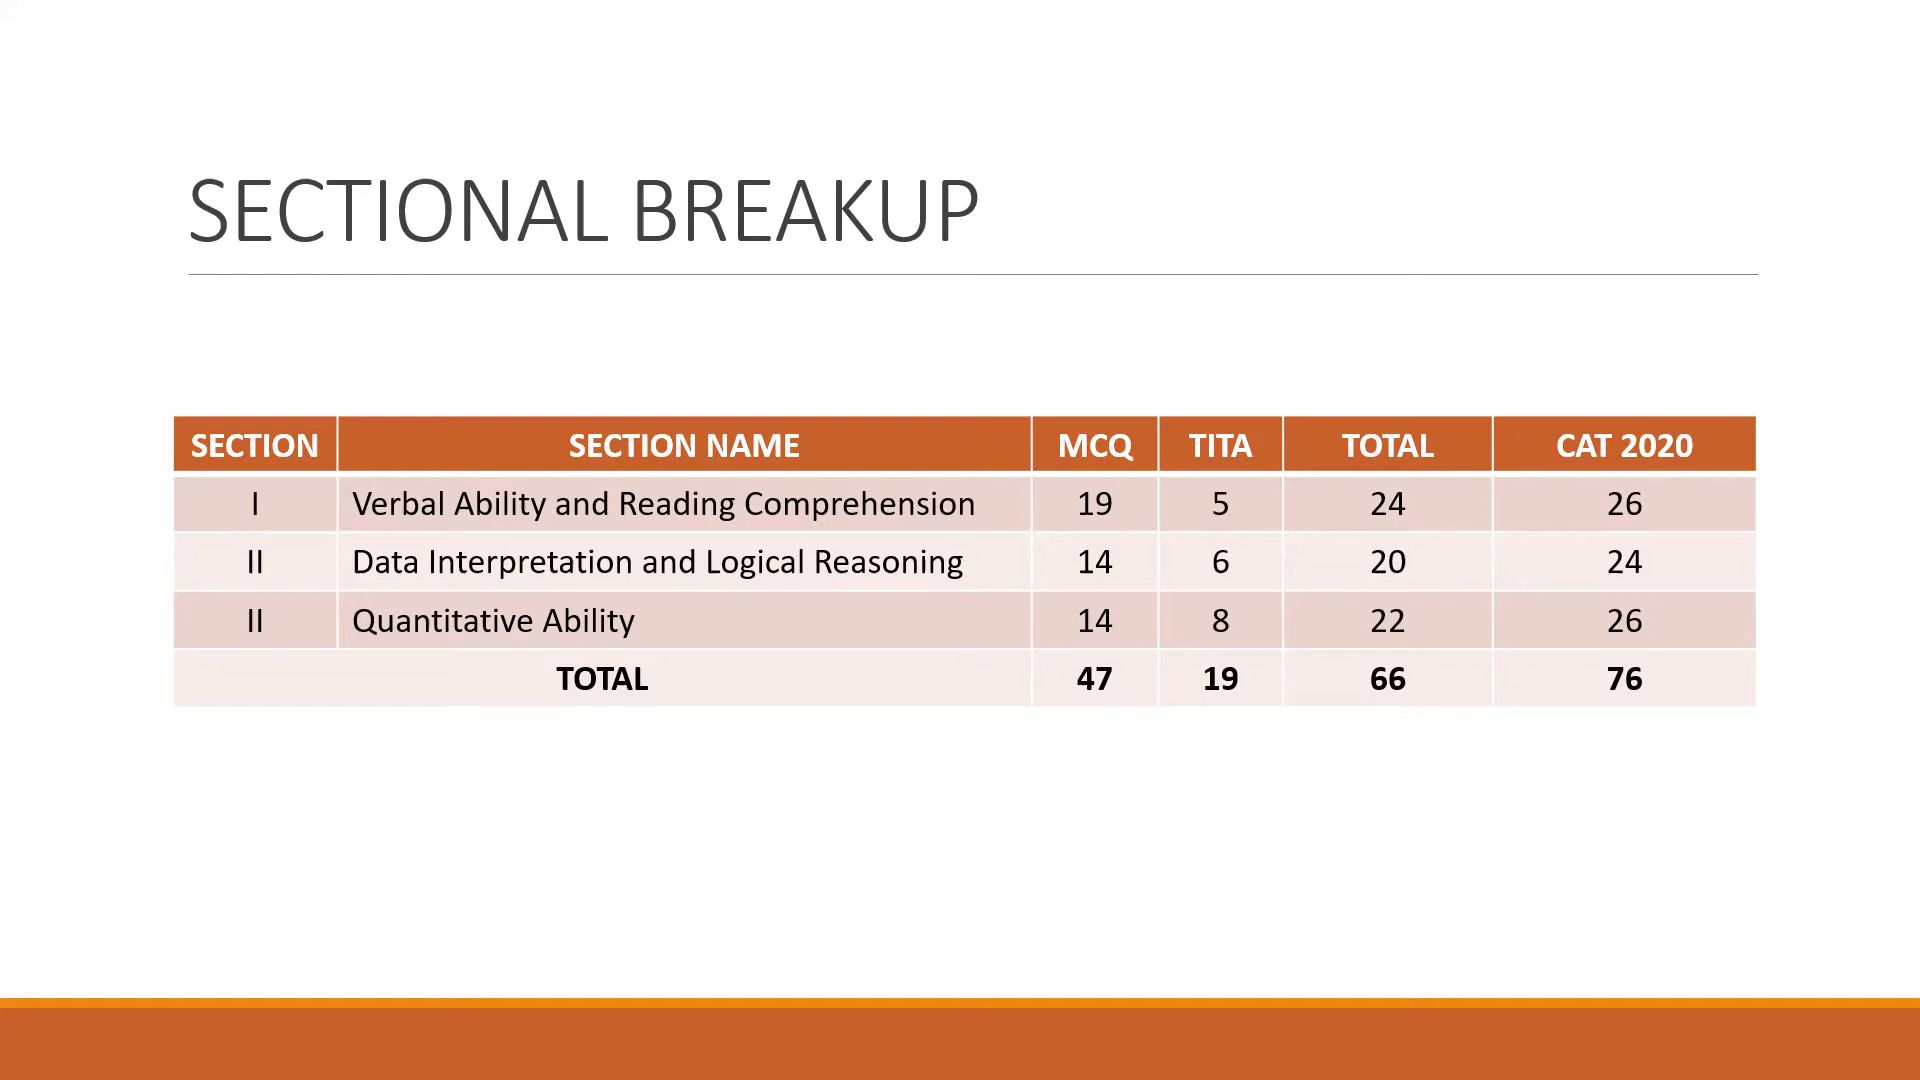 SECTIONAL BREAKUP
SECTION SECTION NAME MCQ TITA TOTAL CAT 2020
I Verbal Ability and Reading Comprehension 19 5 24 26
II Data Interpretation and Logical Reasoning 14 6 20 24
II Quantitative Ability 14 8 22 26
TOTAL 47 19 66 76